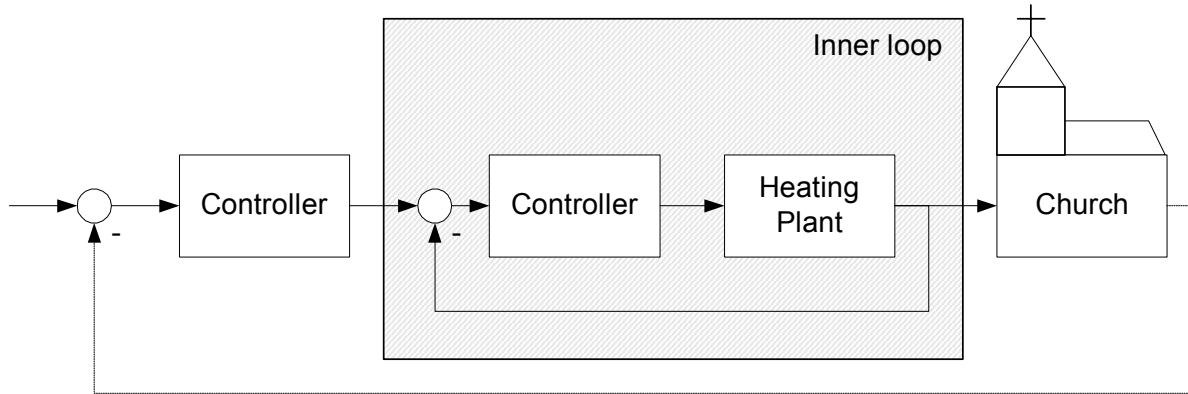 Inner loop
Controller
Controller
Heating
Plant
Church
-
-